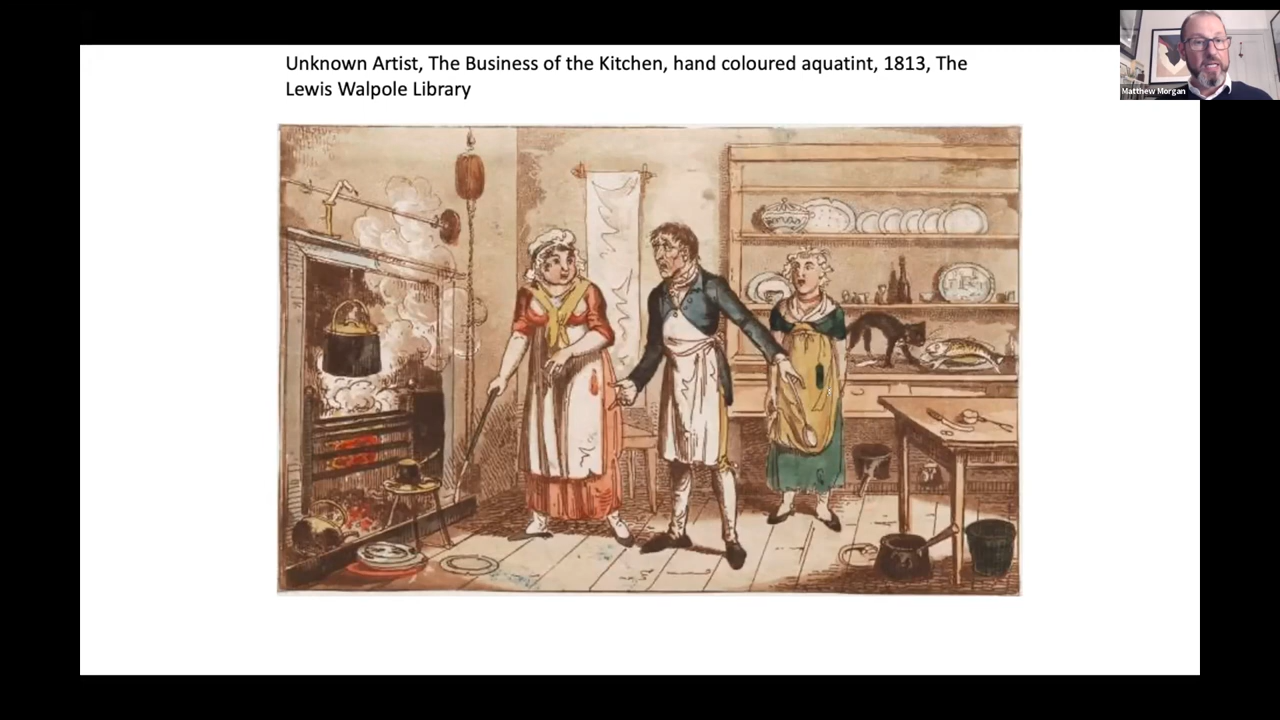 Unknown Artist, The Business of the Kitchen, hand coloured aquatint, 1813, The
Lewis Walpole Library
Matthew Morgan